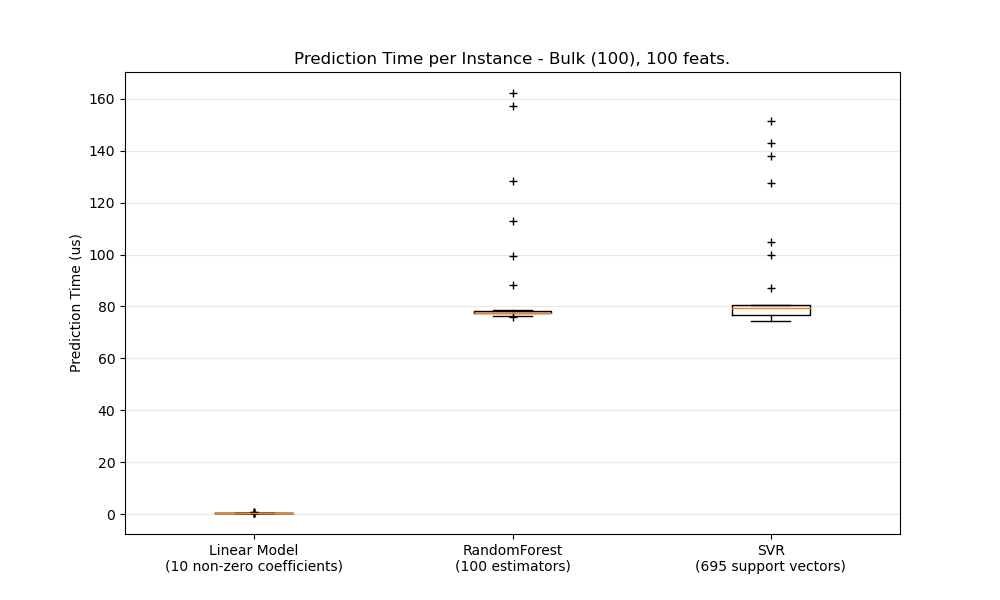 Prediction Time per Instance - Bulk (100), 100 feats.
Prediction Time (us)
160
140
120
100
80
60
40
20
0
Linear Model
(10 non-zero coefficients)
RandomForest
(100 estimators)
SVR
(695 support vectors)